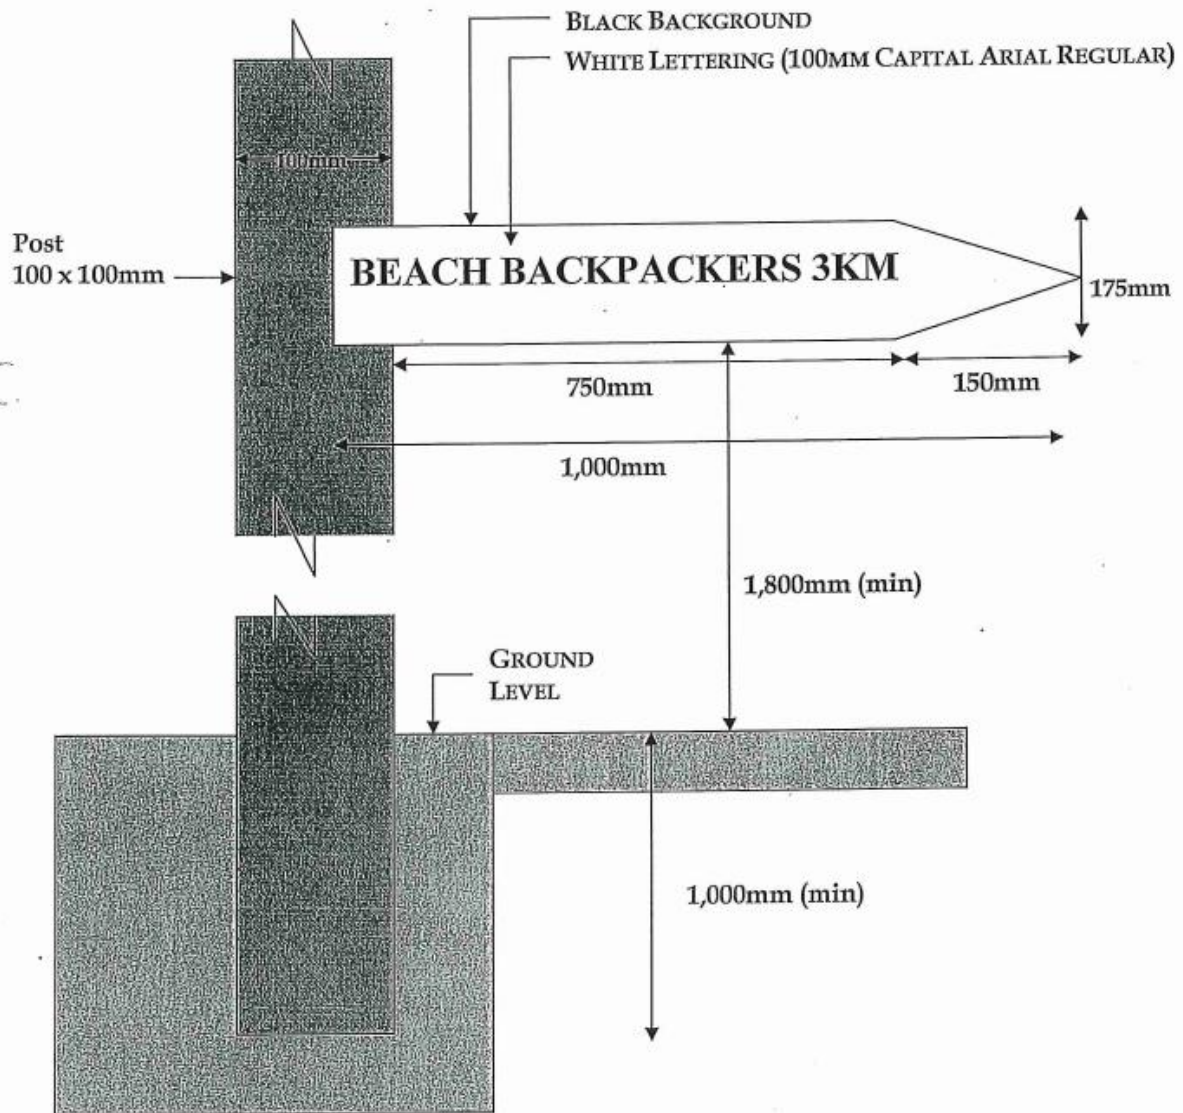 BLACK BACKGROUND
WHITE LETTERING (100MM CAPITAL ARIAL REGULAR)
100mm
Post
100 x 100mm
BEACH BACKPACKERS 3KM
175mm
750mm
150mm
1,000mm
1,800mm (min)
GROUND
LEVEL
1,000mm (min)